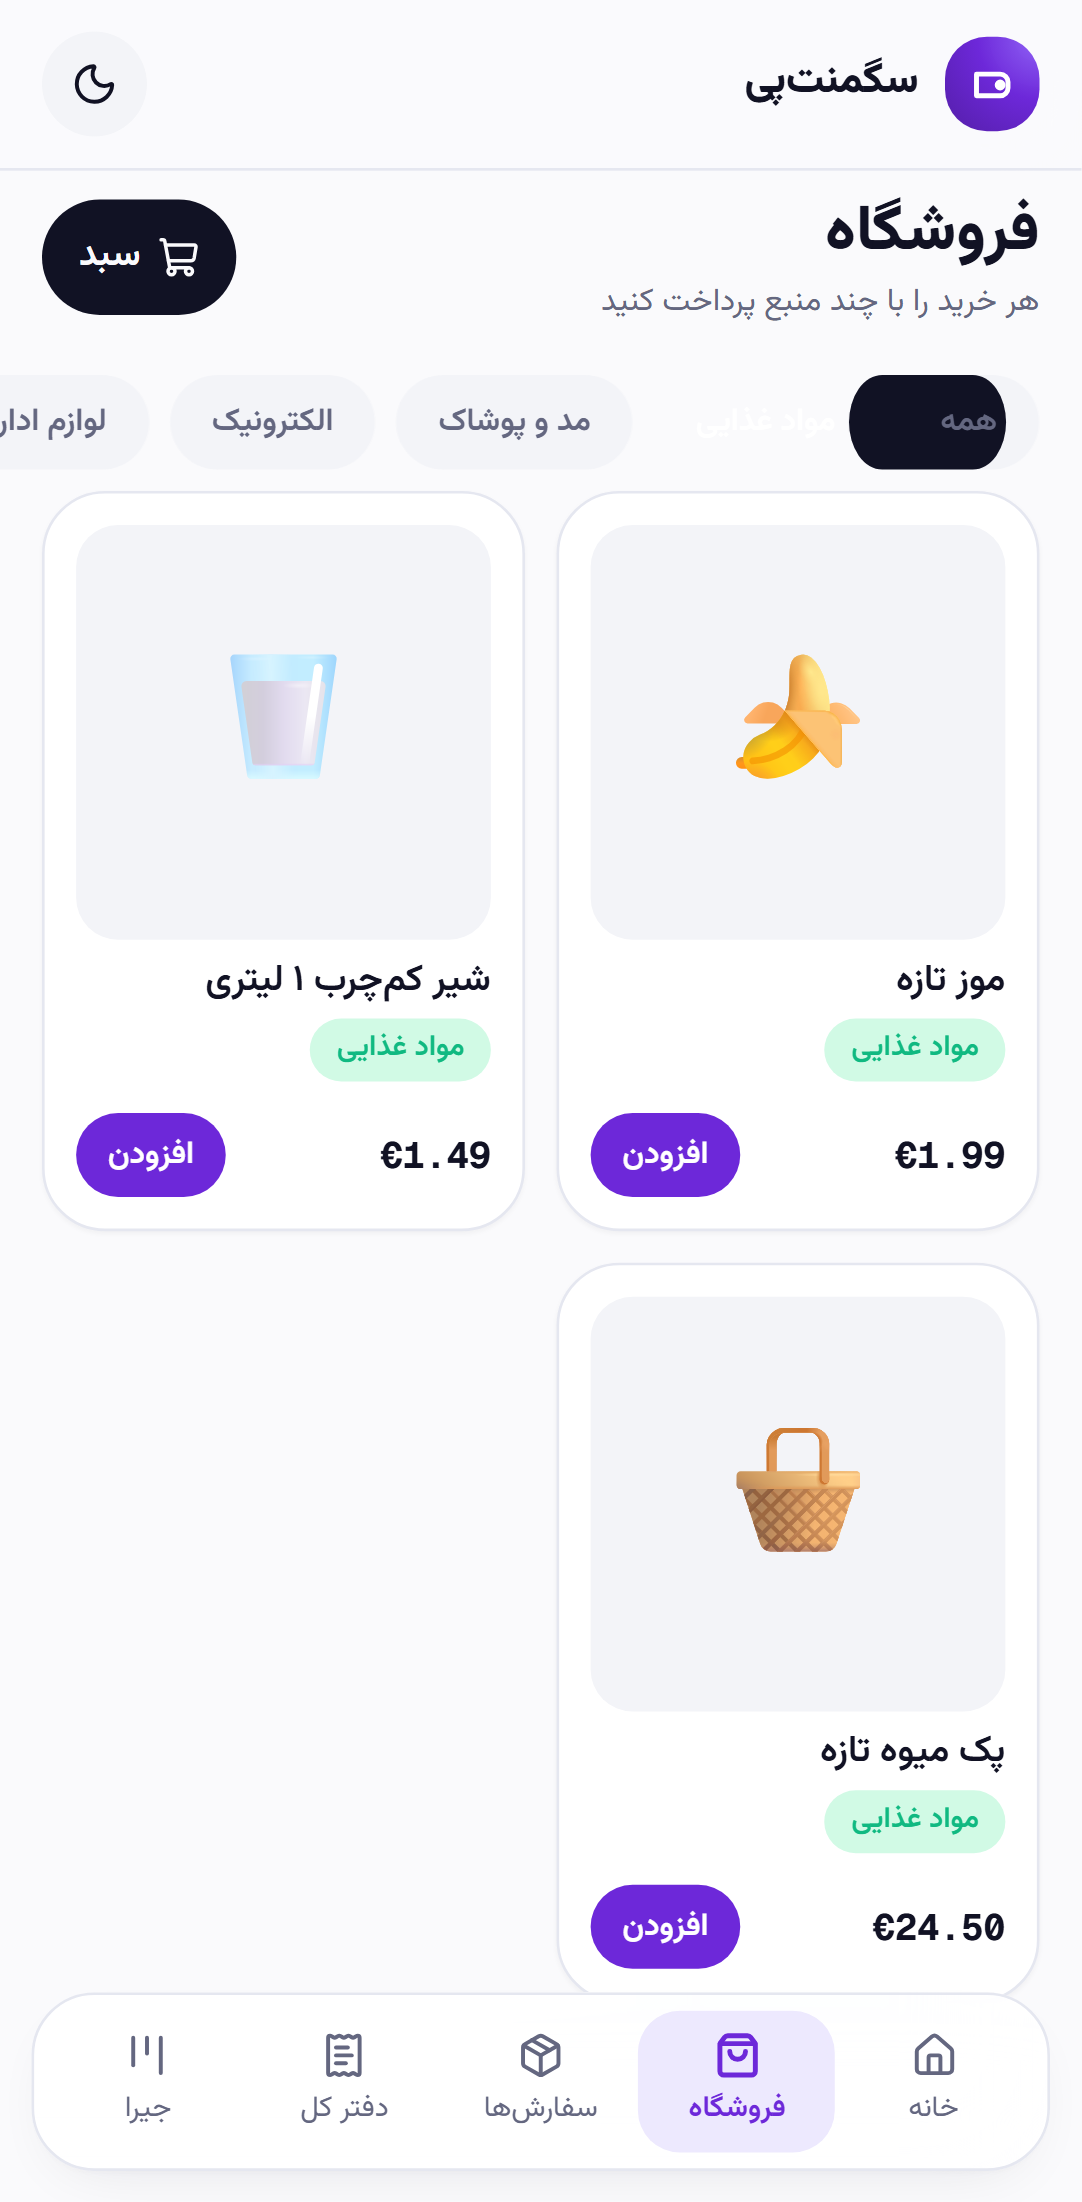 سگمنت‌پی
فروشگاه
سبد
هر خرید را با چند منبع پرداخت کنید
همه
مواد غذایی
مد و پوشاک
الکترونیک
لوازم ادار
موز تازه
مواد غذایی
€1.99
افزودن
شیر کم‌چرب ۱ لیتری
مواد غذایی
€1.49
افزودن
پک میوه تازه
مواد غذایی
€24.50
افزودن
خانه
فروشگاه
سفارش‌ها
دفتر کل
جیرا